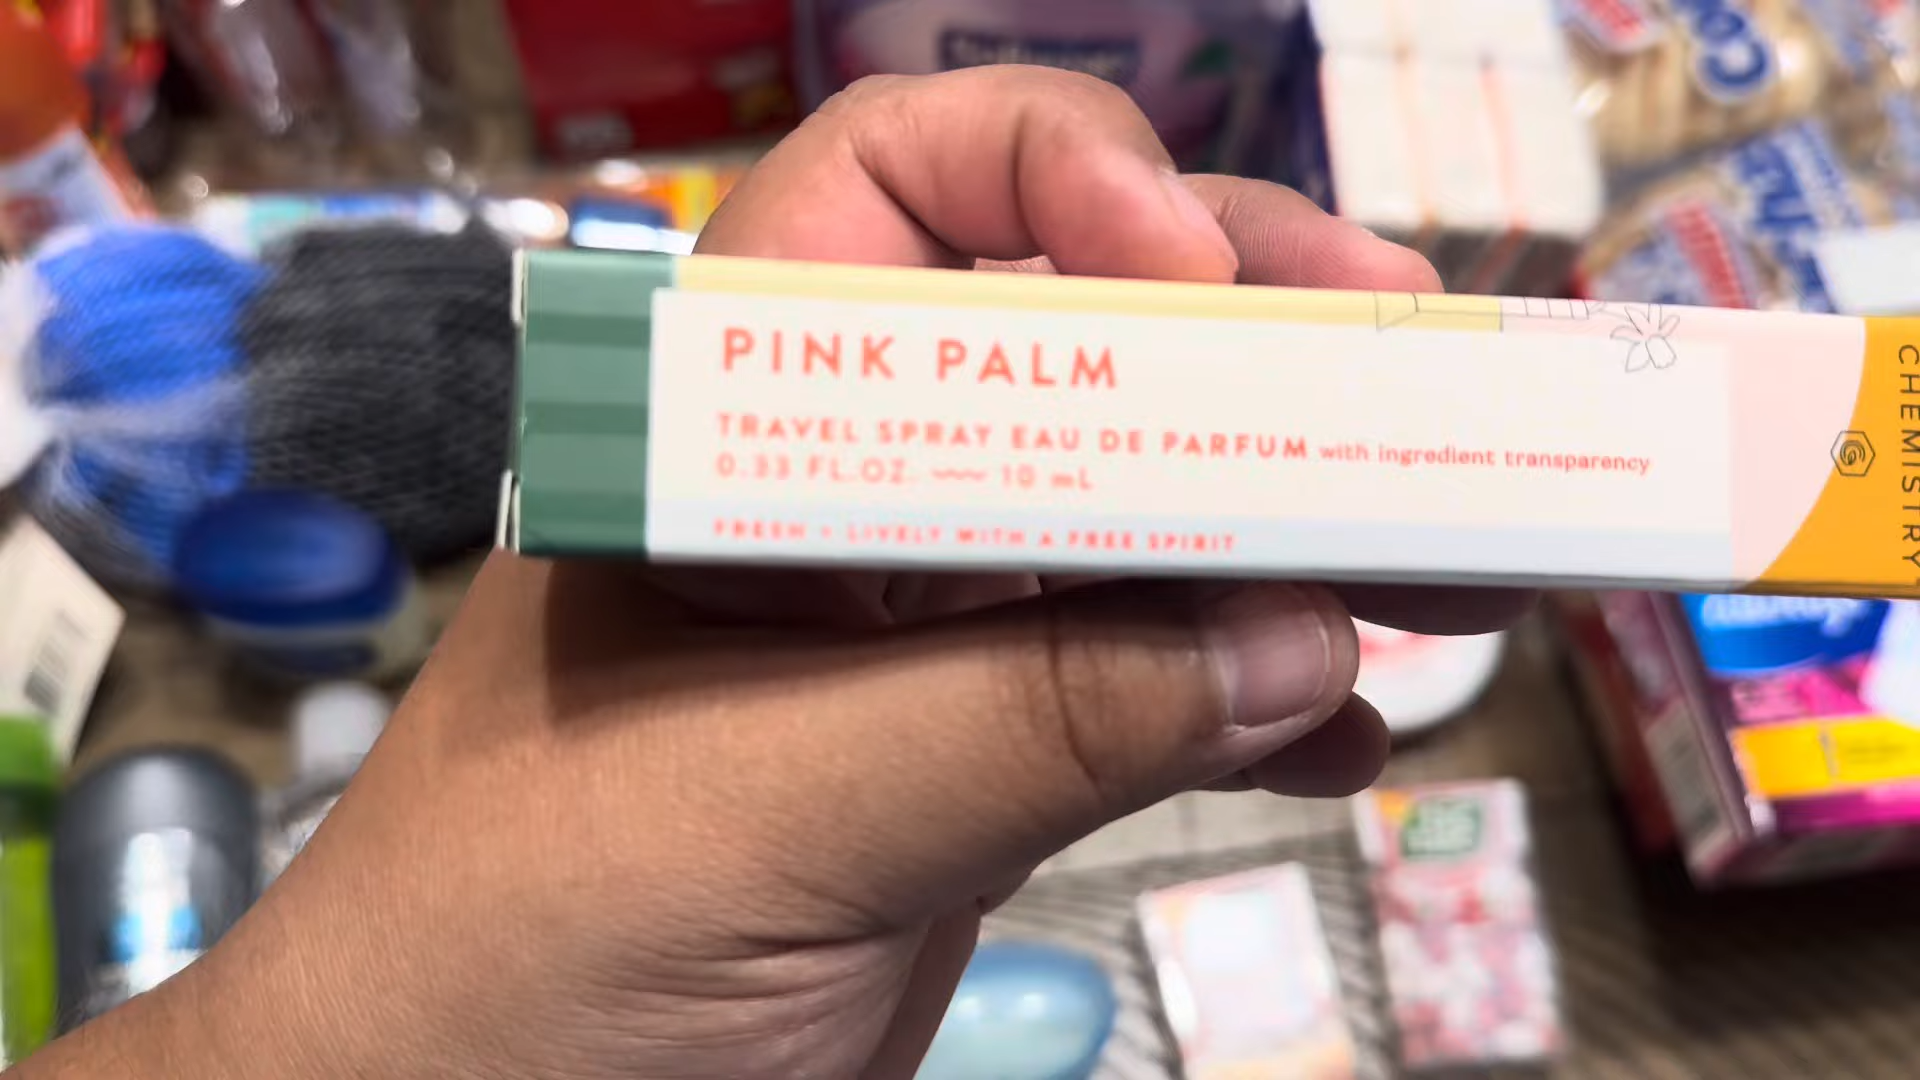 PINK PALM
TRAVEL SPRAY EAU DE PARFUM with ingredient transparency
0.33 FL.OZ. 10 mL
FRESH + LIVELY WITH A FREE SPIRIT
CHEMISTRY